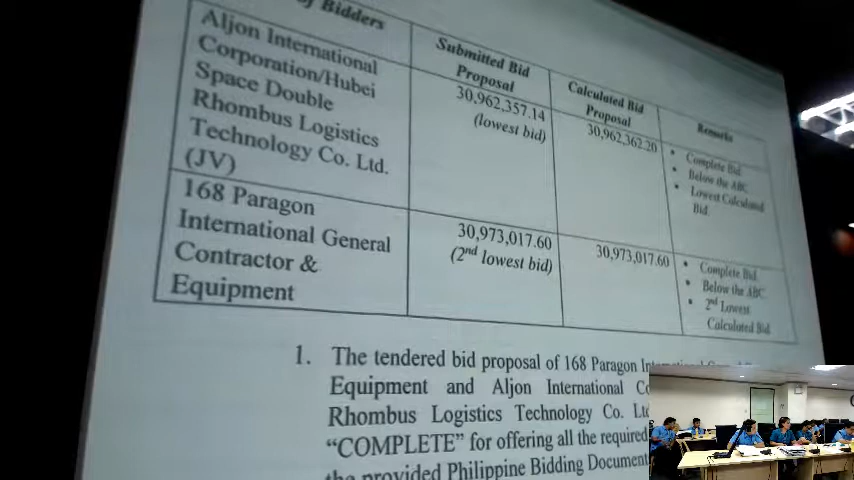 of Bidders
Submitted Bid
Proposal
Calculated Bid
Proposal
Remarks
Aljon International
Corporation/Hubei
Space Double
Rhombus Logistics
Technology Co. Ltd.
(JV)
30,962,357.14
(lowest bid)
30,962,362.20
• Complete Bid
• Below the ABC
• Lowest Calculated
Bid
168 Paragon
International General
Contractor &
Equipment
30,973,017.60
(2nd lowest bid)
30,973,017.60
• Complete Bid
• Below the ABC
• 2nd Lowest
Calculated Bid
1. The tendered bid proposal of 168 Paragon
Equipment and Aljon International
Rhombus Logistics Technology Co.
“COMPLETE” for offering all the required
the provided Philippine Bidding